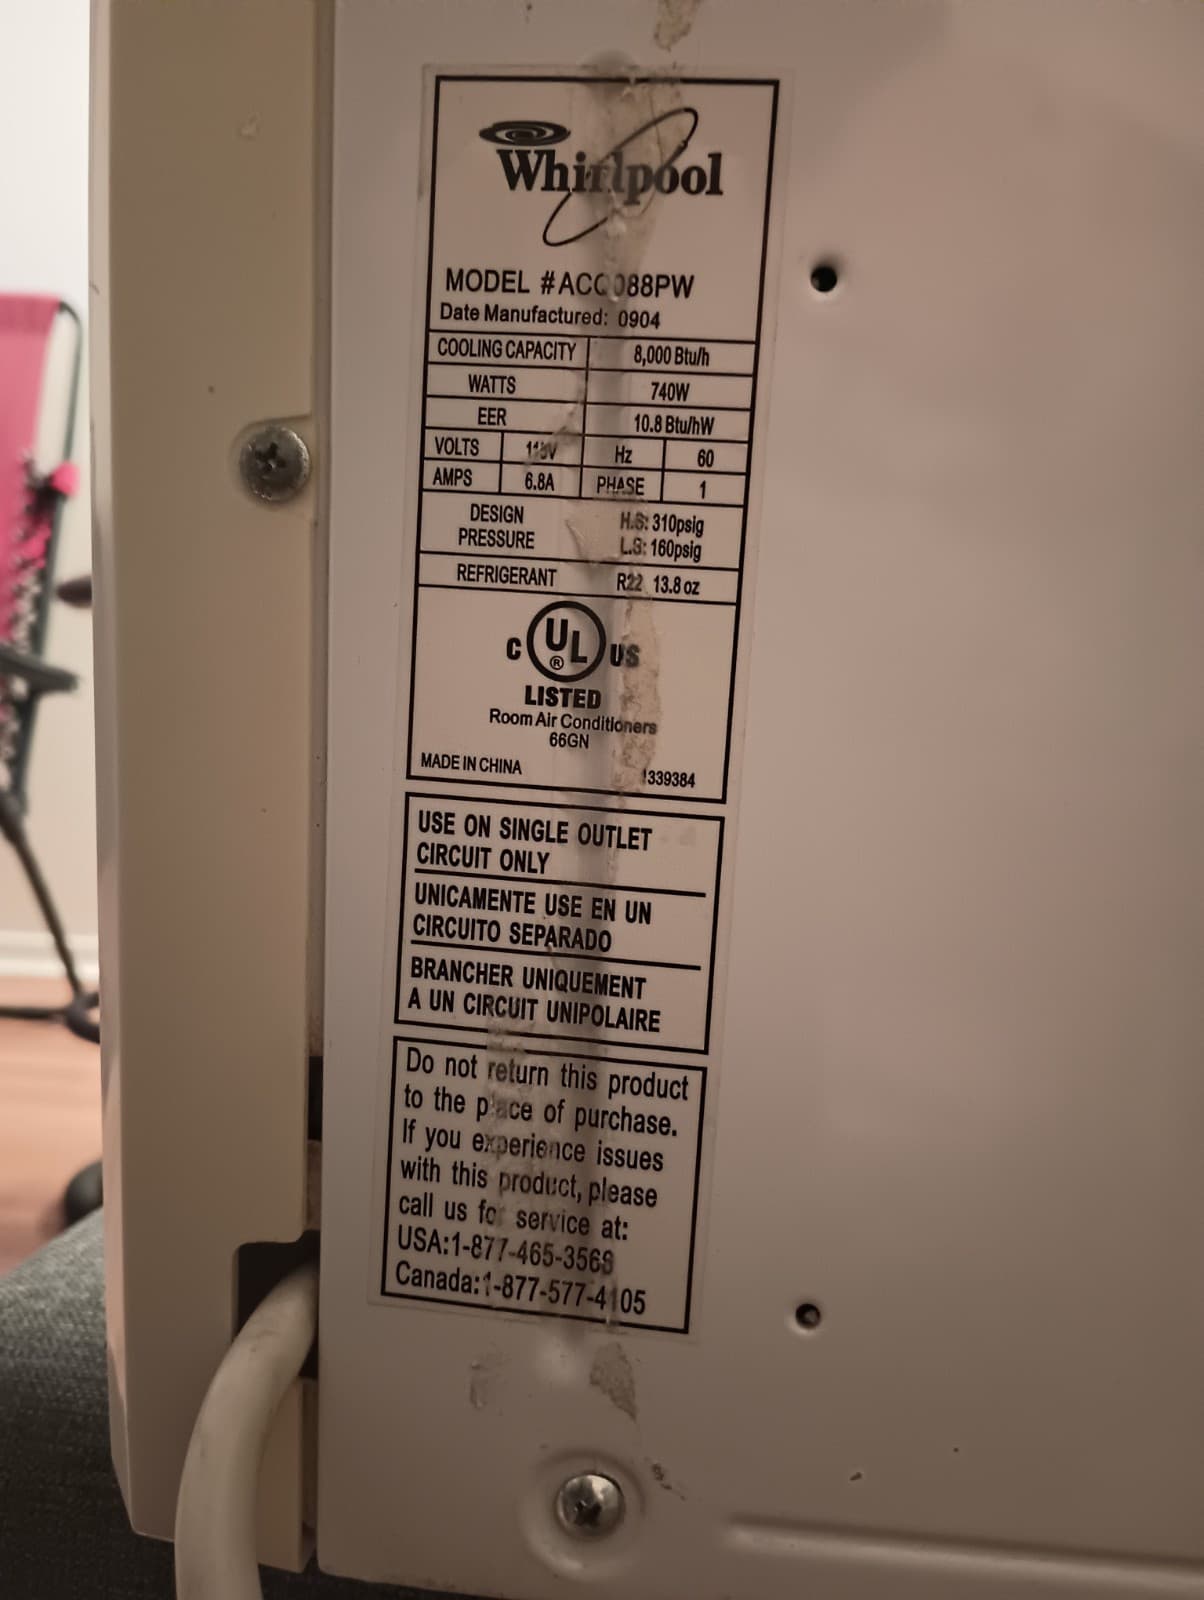 Whirlpool
MODEL #ACQ088PW
Date Manufactured: 0904
COOLING CAPACITY 8,000 Btu/h
WATTS 740W
EER 10.8 Btu/hW
VOLTS 115V Hz 60
AMPS 6.8A PHASE 1
DESIGN PRESSURE H.S: 310psig
L.S: 160psig
REFRIGERANT R22 13.8 oz
C UL ® US
LISTED
Room Air Conditioners
66GN
MADE IN CHINA 1339384
USE ON SINGLE OUTLET
CIRCUIT ONLY
UNICAMENTE USE EN UN
CIRCUITO SEPARADO
BRANCHER UNIQUEMENT
A UN CIRCUIT UNIPOLAIRE
Do not return this product
to the place of purchase.
If you experience issues
with this product, please
call us for service at:
USA:1-877-465-3568
Canada:1-877-577-4105